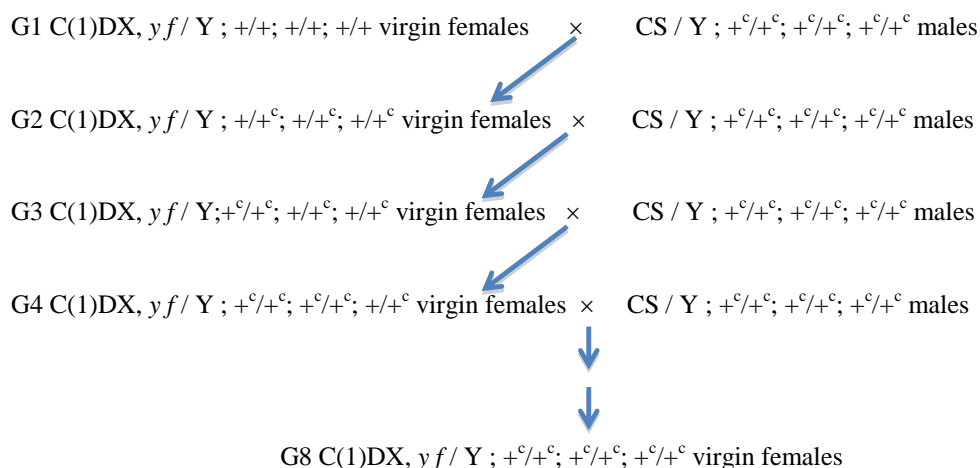 G1 C(1)DX, y f / Y ; +/+; +/+; +/+ virgin females × CS / Y ; +ᶜ/+ᶜ; +ᶜ/+ᶜ; +ᶜ/+ᶜ males
G2 C(1)DX, y f / Y ; +/+ᶜ; +/+ᶜ; +/+ᶜ virgin females × CS / Y ; +ᶜ/+ᶜ; +ᶜ/+ᶜ; +ᶜ/+ᶜ males
G3 C(1)DX, y f / Y;+ᶜ/+ᶜ; +/+ᶜ; +/+ᶜ virgin females × CS / Y ; +ᶜ/+ᶜ; +ᶜ/+ᶜ; +ᶜ/+ᶜ males
G4 C(1)DX, y f / Y ; +ᶜ/+ᶜ; +ᶜ/+ᶜ; +/+ᶜ virgin females × CS / Y ; +ᶜ/+ᶜ; +ᶜ/+ᶜ; +ᶜ/+ᶜ males
G8 C(1)DX, y f / Y ; +ᶜ/+ᶜ; +ᶜ/+ᶜ; +ᶜ/+ᶜ virgin females